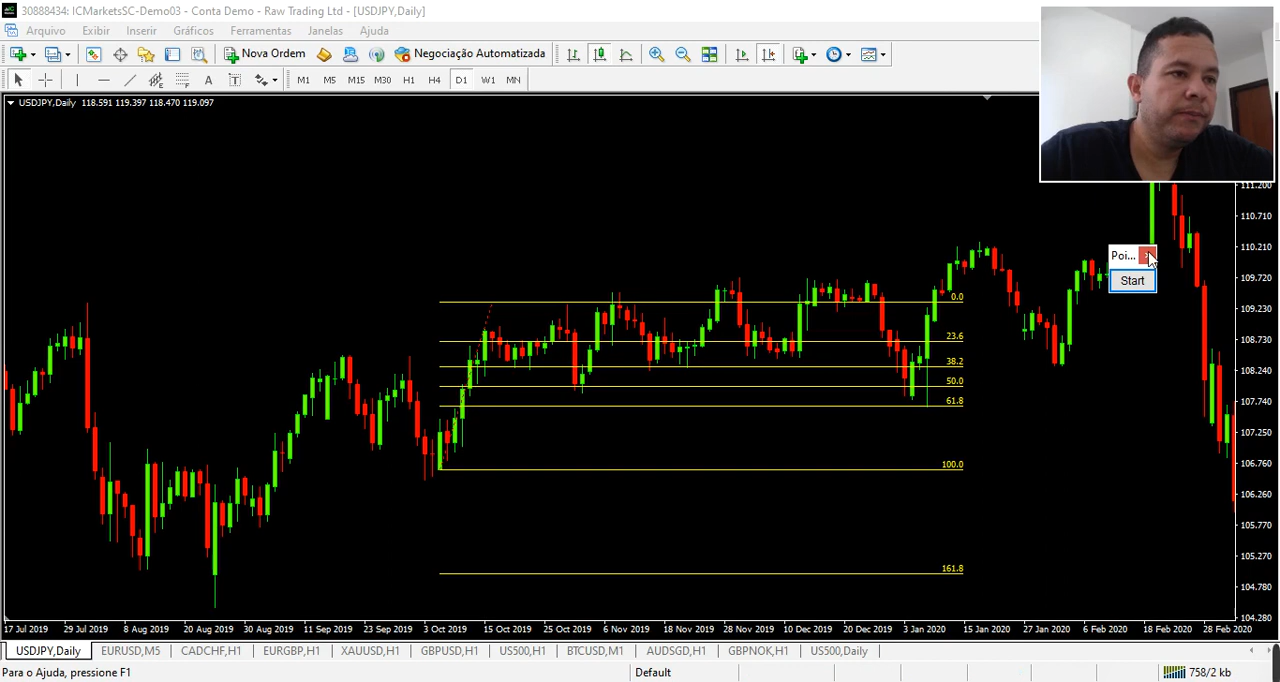 30888434: ICMarketsSC-Demo03 - Conta Demo - Raw Trading Ltd - [USDJPY,Daily]
Arquivo Exibir Inserir Gráficos Ferramentas Janelas Ajuda
Nova Ordem Negociação Automatizada
A T M1 M5 M15 M30 H1 H4 D1 W1 MN
USDJPY,Daily 118.591 119.397 118.470 119.097
111.200
110.710
110.210
Poi...
Start
109.720
0.0
109.230
23.6
108.730
38.2
108.240
50.0
61.8
107.740
107.250
100.0
106.760
106.260
105.770
105.270
161.8
104.780
104.280
17 Jul 2019 29 Jul 2019 8 Aug 2019 20 Aug 2019 30 Aug 2019 11 Sep 2019 23 Sep 2019 3 Oct 2019 15 Oct 2019 25 Oct 2019 6 Nov 2019 18 Nov 2019 28 Nov 2019 10 Dec 2019 20 Dec 2019 3 Jan 2020 15 Jan 2020 27 Jan 2020 6 Feb 2020 18 Feb 2020 28 Feb 2020
USDJPY,Daily EURUSD,M5 CADCHF,H1 EURGBP,H1 XAUUSD,H1 GBPUSD,H1 US500,H1 BTCUSD,M1 AUDSGD,H1 GBPNOK,H1 US500,Daily
Para o Ajuda, pressione F1 Default 758/2 kb